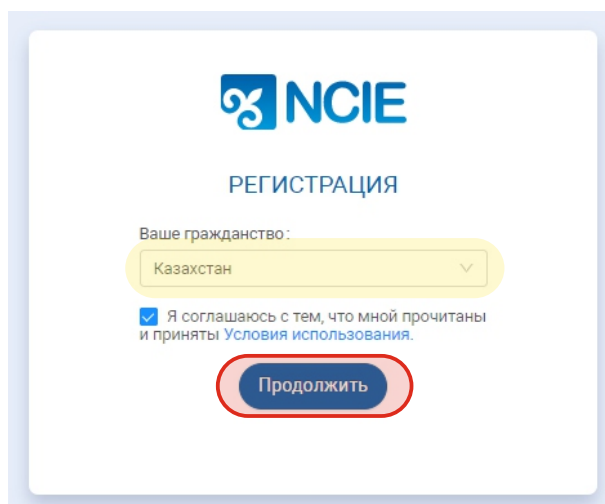 NCIE
РЕГИСТРАЦИЯ
Ваше гражданство:
Казахстан
Я соглашаюсь с тем, что мной прочитаны
и приняты Условия использования.
Продолжить